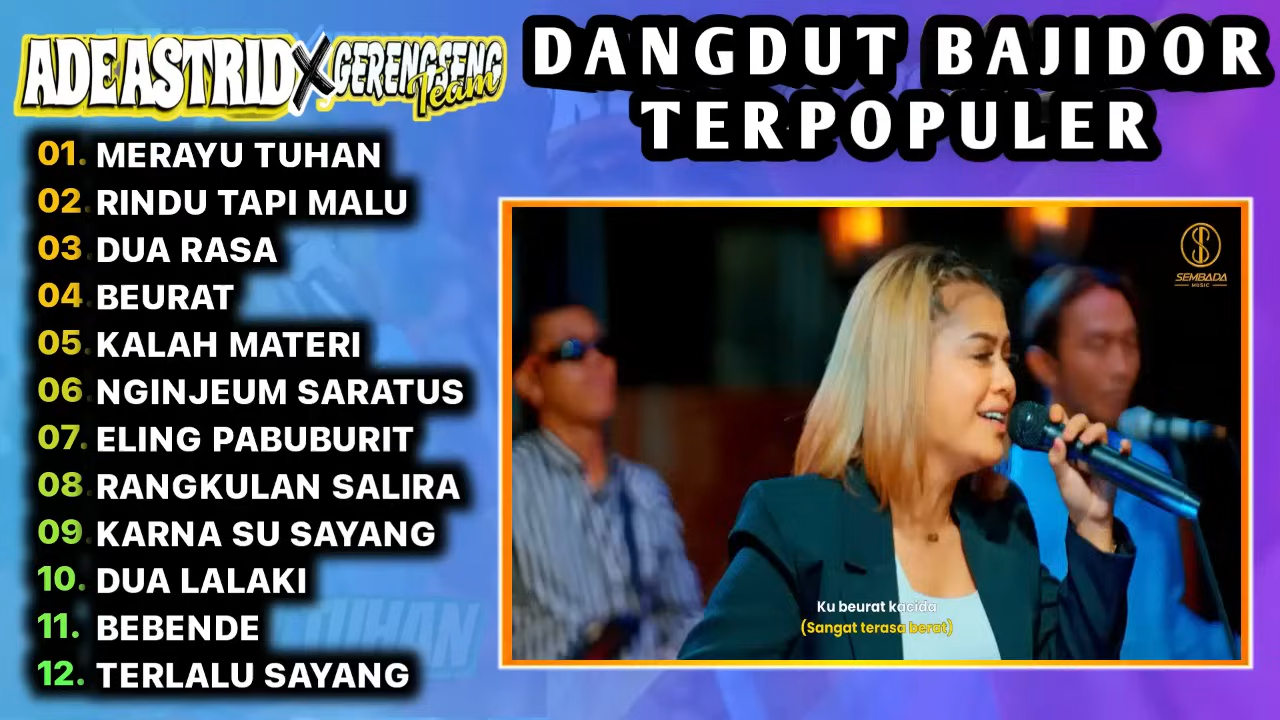 ADE ASTRID X GERENGSENG Team
DANGDUT BAJIDOR
TERPOPULER
01. MERAYU TUHAN
02. RINDU TAPI MALU
03. DUA RASA
04. BEURAT
05. KALAH MATERI
06. NGINJEUM SARATUS
07. ELING PABUBURIT
08. RANGKULAN SALIRA
09. KARNA SU SAYANG
10. DUA LALAKI
11. BEBENDE
12. TERLALU SAYANG
SEMBADA
MUSIC
Ku beurat kacida
(Sangat terasa berat)